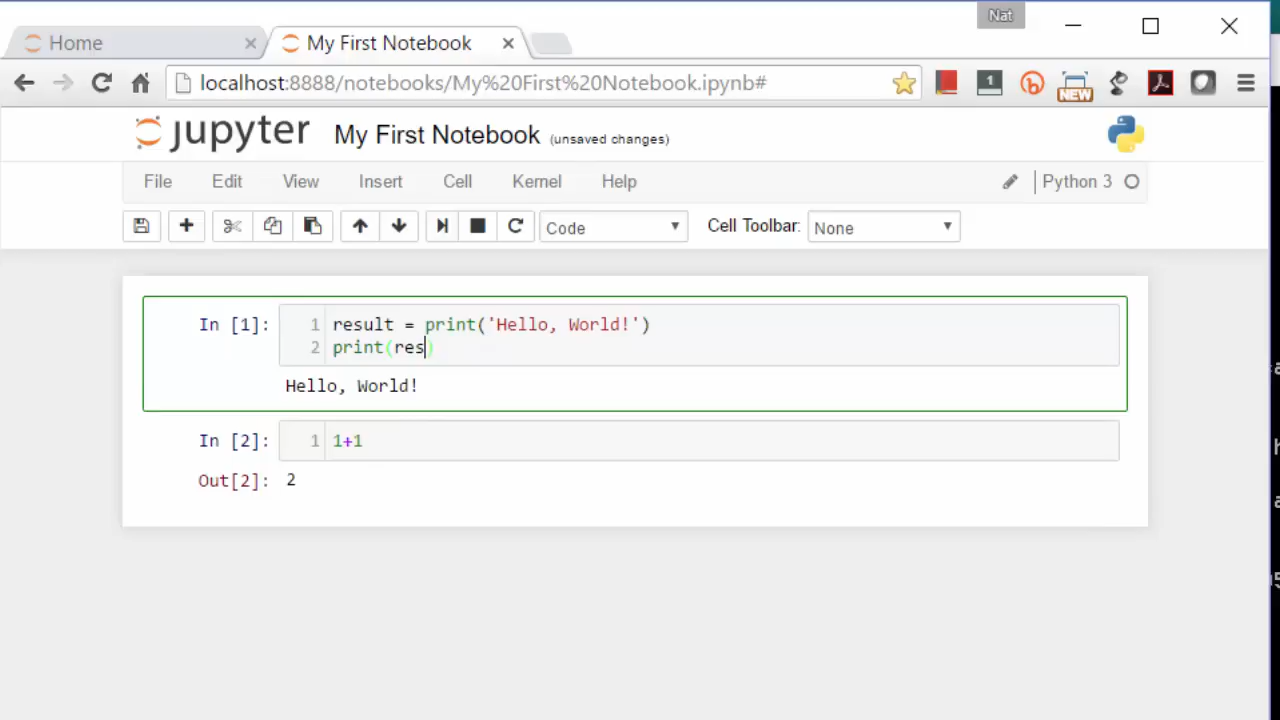 Nat
Home
My First Notebook
localhost:8888/notebooks/My%20First%20Notebook.ipynb#
1
NEW
jupyter My First Notebook (unsaved changes)
File Edit View Insert Cell Kernel Help Python 3
Code Cell Toolbar: None
In [1]: 1 result = print('Hello, World!')
2 print(res)
Hello, World!
In [2]: 1 1+1
Out[2]: 2